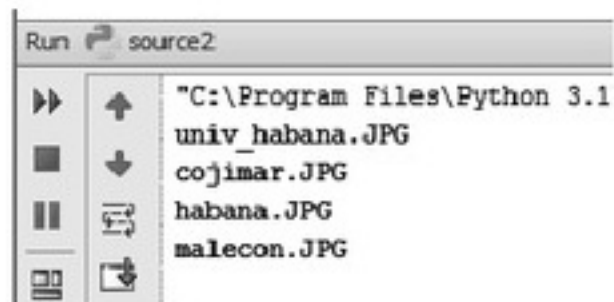 Run source2
"C:\Program Files\Python 3.1
univ_habana.JPG
cojimar.JPG
habana.JPG
malecon.JPG